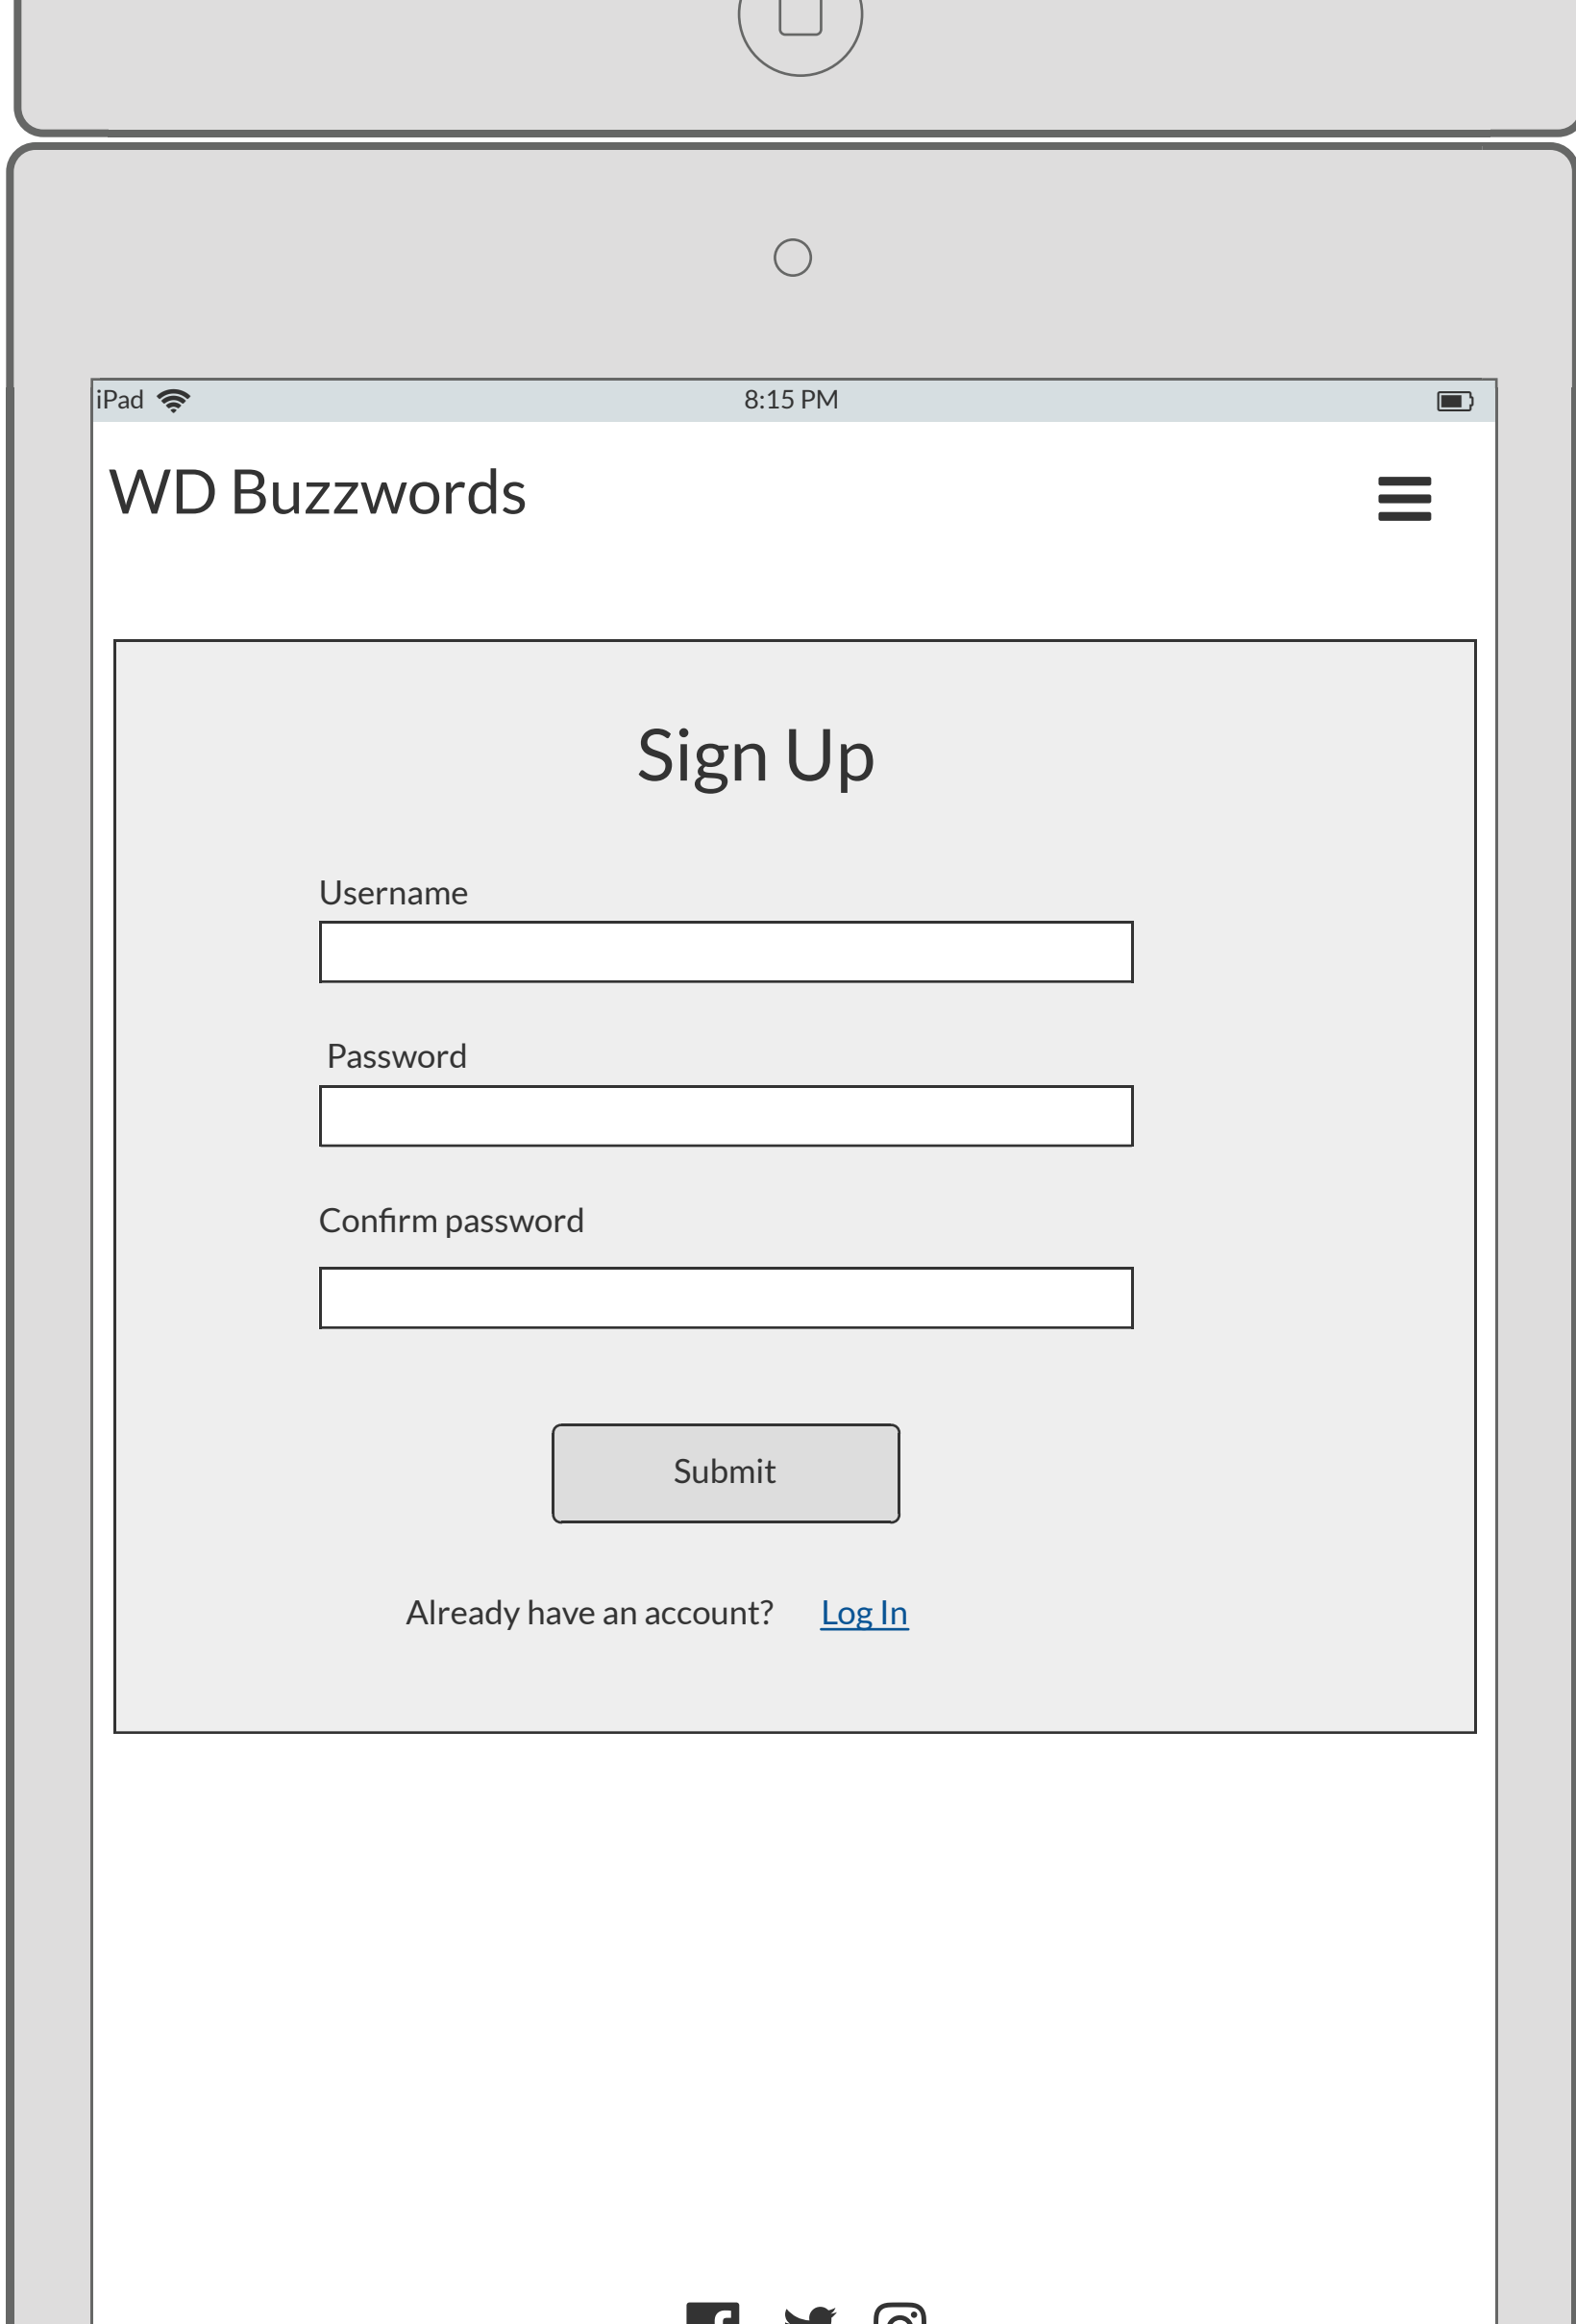 iPad 8:15 PM
WD Buzzwords
Sign Up
Username
Password
Confirm password
Submit
Already have an account? Log In